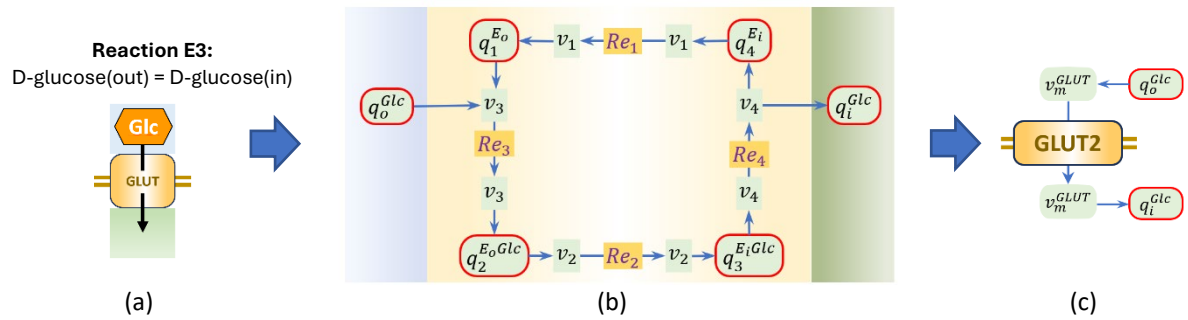 Reaction E3:
D-glucose(out) = D-glucose(in)
Glc
GLUT
(a)
q_1^{E_o} v_1 Re_1 v_1 q_4^{E_i}
q_o^{Glc} v_3 v_4 q_i^{Glc}
Re_3 Re_4
v_3 v_4
q_2^{E_oGlc} v_2 Re_2 v_2 q_3^{E_iGlc}
(b)
v_m^{GLUT} q_o^{Glc}
GLUT2
v_m^{GLUT} q_i^{Glc}
(c)